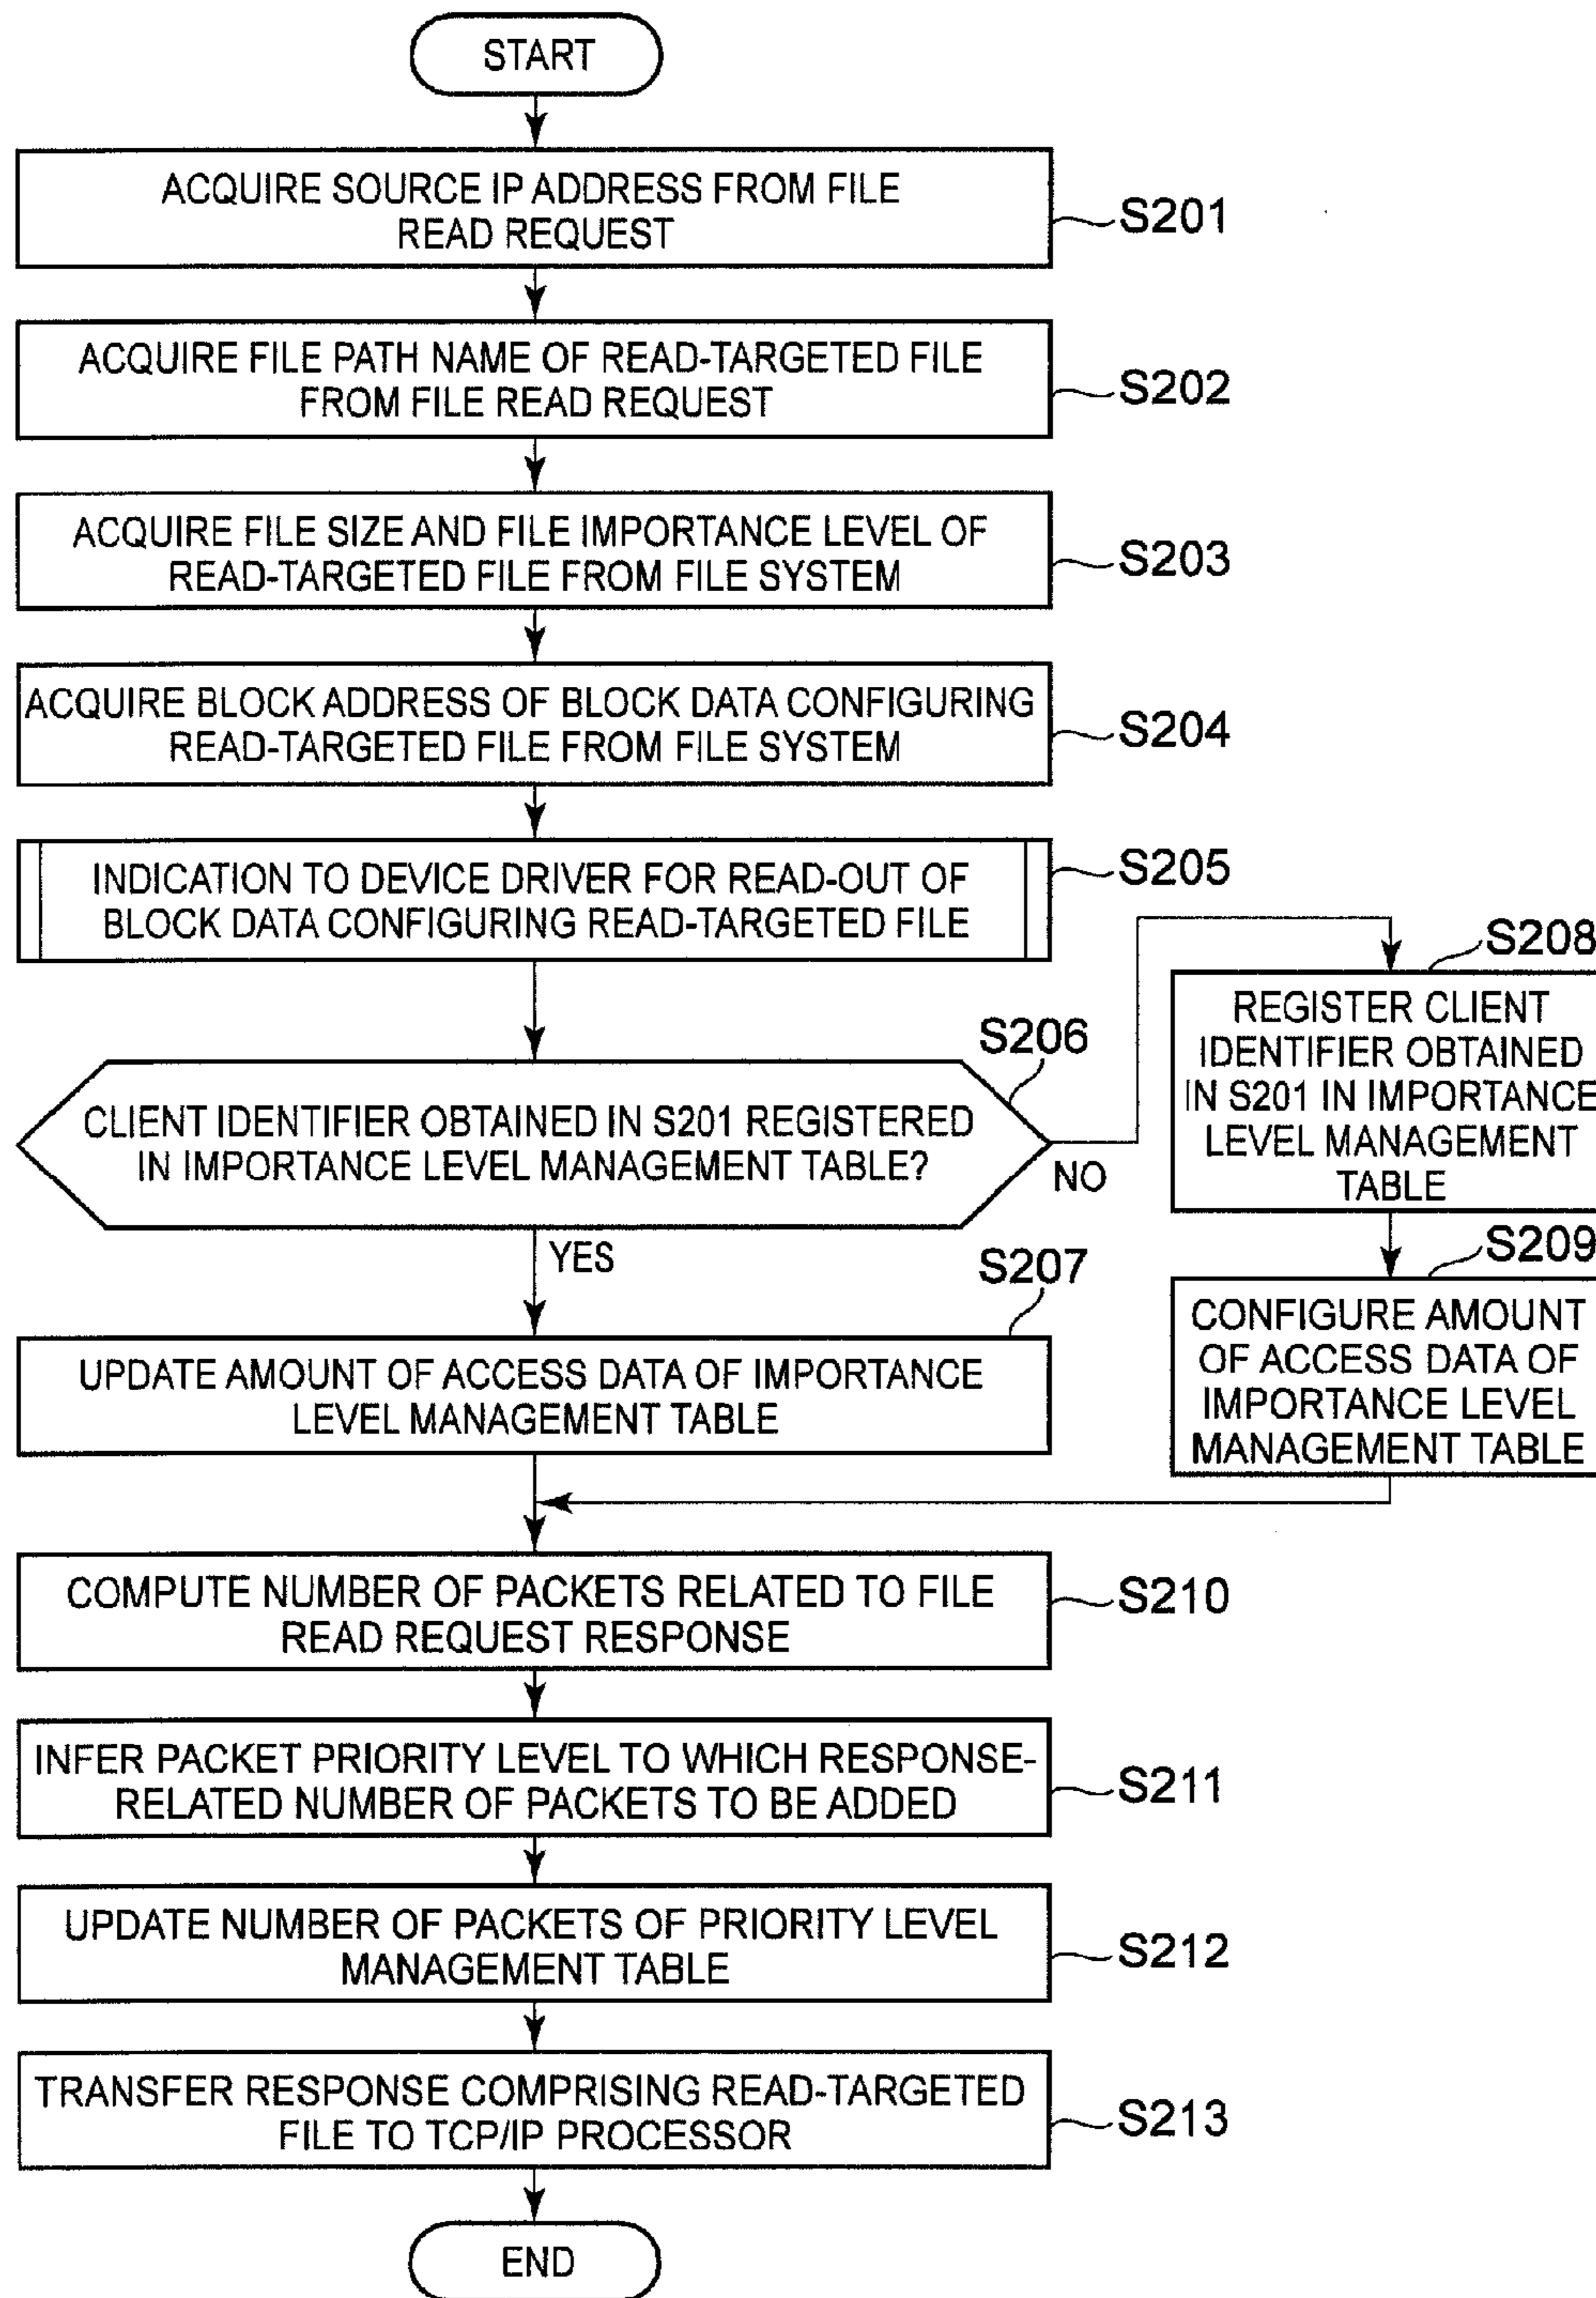 START
ACQUIRE SOURCE IP ADDRESS FROM FILE
READ REQUEST
S201
ACQUIRE FILE PATH NAME OF READ-TARGETED FILE
FROM FILE READ REQUEST
S202
ACQUIRE FILE SIZE AND FILE IMPORTANCE LEVEL OF
READ-TARGETED FILE FROM FILE SYSTEM
S203
ACQUIRE BLOCK ADDRESS OF BLOCK DATA CONFIGURING
READ-TARGETED FILE FROM FILE SYSTEM
S204
INDICATION TO DEVICE DRIVER FOR READ-OUT OF
BLOCK DATA CONFIGURING READ-TARGETED FILE
S205
S206
CLIENT IDENTIFIER OBTAINED IN S201 REGISTERED
IN IMPORTANCE LEVEL MANAGEMENT TABLE?
NO
YES
S208
REGISTER CLIENT
IDENTIFIER OBTAINED
IN S201 IN IMPORTANCE
LEVEL MANAGEMENT
TABLE
S209
CONFIGURE AMOUNT
OF ACCESS DATA OF
IMPORTANCE LEVEL
MANAGEMENT TABLE
S207
UPDATE AMOUNT OF ACCESS DATA OF IMPORTANCE
LEVEL MANAGEMENT TABLE
COMPUTE NUMBER OF PACKETS RELATED TO FILE
READ REQUEST RESPONSE
S210
INFER PACKET PRIORITY LEVEL TO WHICH RESPONSE-
RELATED NUMBER OF PACKETS TO BE ADDED
S211
UPDATE NUMBER OF PACKETS OF PRIORITY LEVEL
MANAGEMENT TABLE
S212
TRANSFER RESPONSE COMPRISING READ-TARGETED
FILE TO TCP/IP PROCESSOR
S213
END